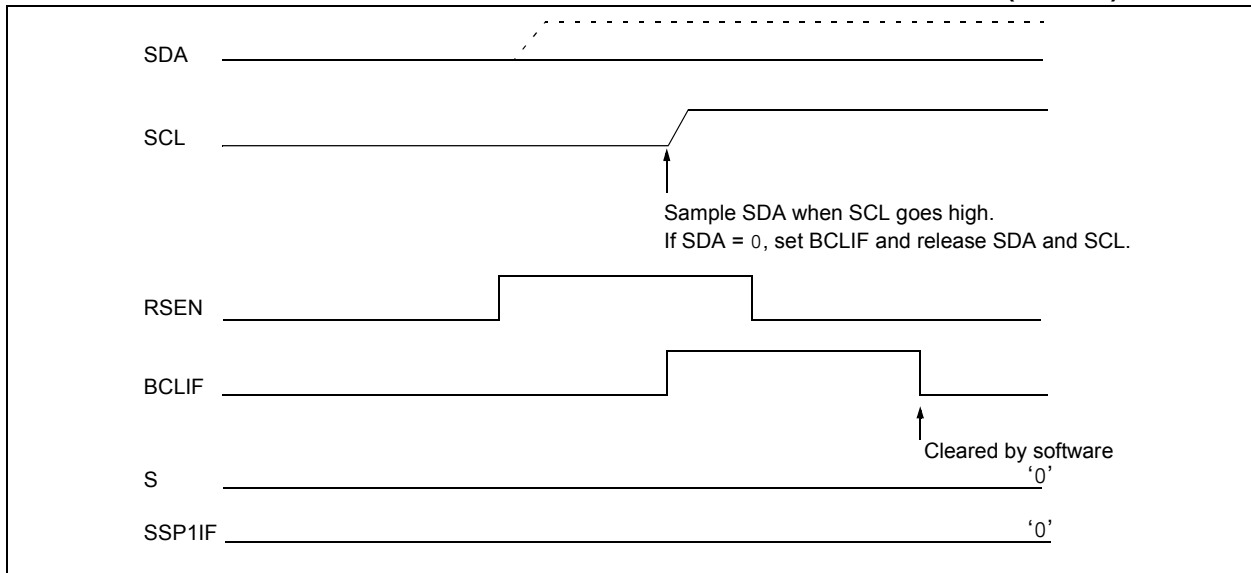 SDA
SCL
Sample SDA when SCL goes high.
If SDA = 0, set BCLIF and release SDA and SCL.
RSEN
BCLIF
Cleared by software
S
‘0’
SSP1IF
‘0’